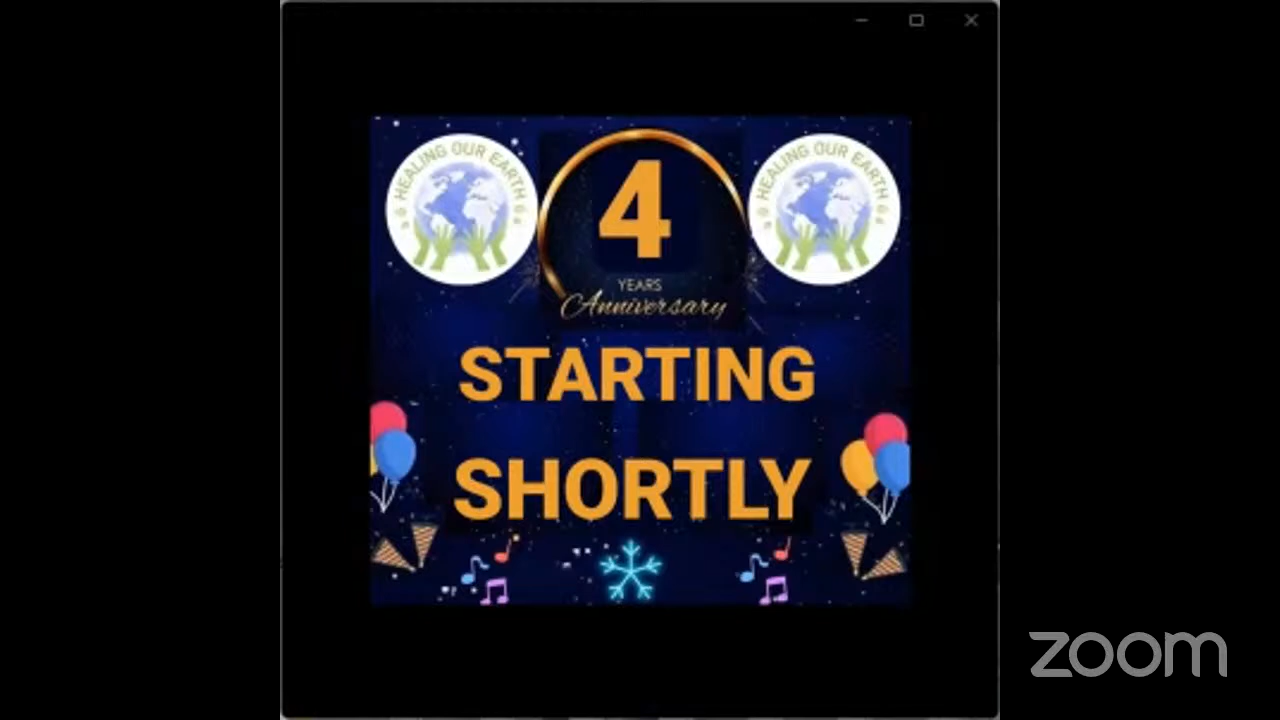 HEALING OUR EARTH
4
HEALING OUR EARTH
YEARS
Anniversary
STARTING
SHORTLY
zoom